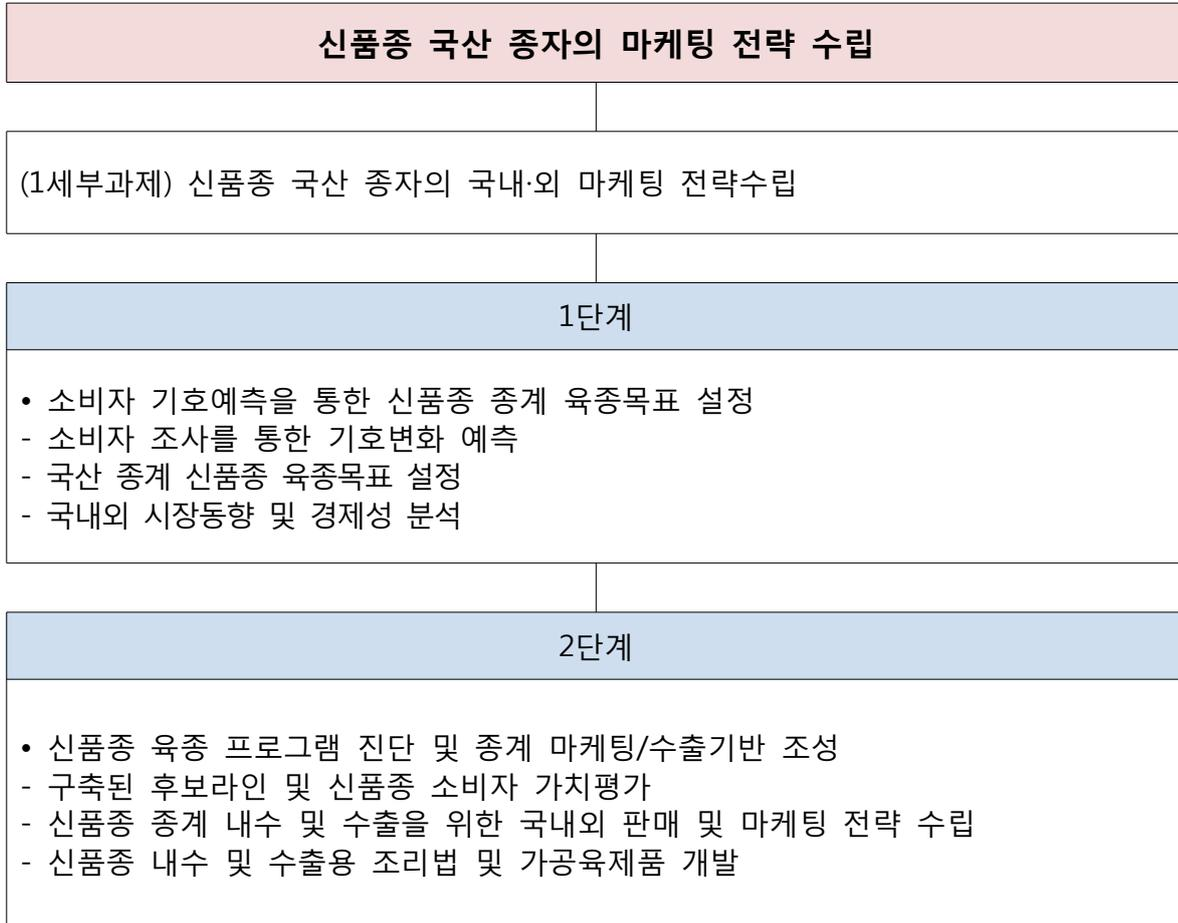 신품종 국산 종자의 마케팅 전략 수립
(1세부과제) 신품종 국산 종자의 국내·외 마케팅 전략수립
1단계
• 소비자 기호예측을 통한 신품종 종계 육종목표 설정
- 소비자 조사를 통한 기호변화 예측
- 국산 종계 신품종 육종목표 설정
- 국내외 시장동향 및 경제성 분석
2단계
• 신품종 육종 프로그램 진단 및 종계 마케팅/수출기반 조성
- 구축된 후보라인 및 신품종 소비자 가치평가
- 신품종 종계 내수 및 수출을 위한 국내외 판매 및 마케팅 전략 수립
- 신품종 내수 및 수출용 조리법 및 가공육제품 개발